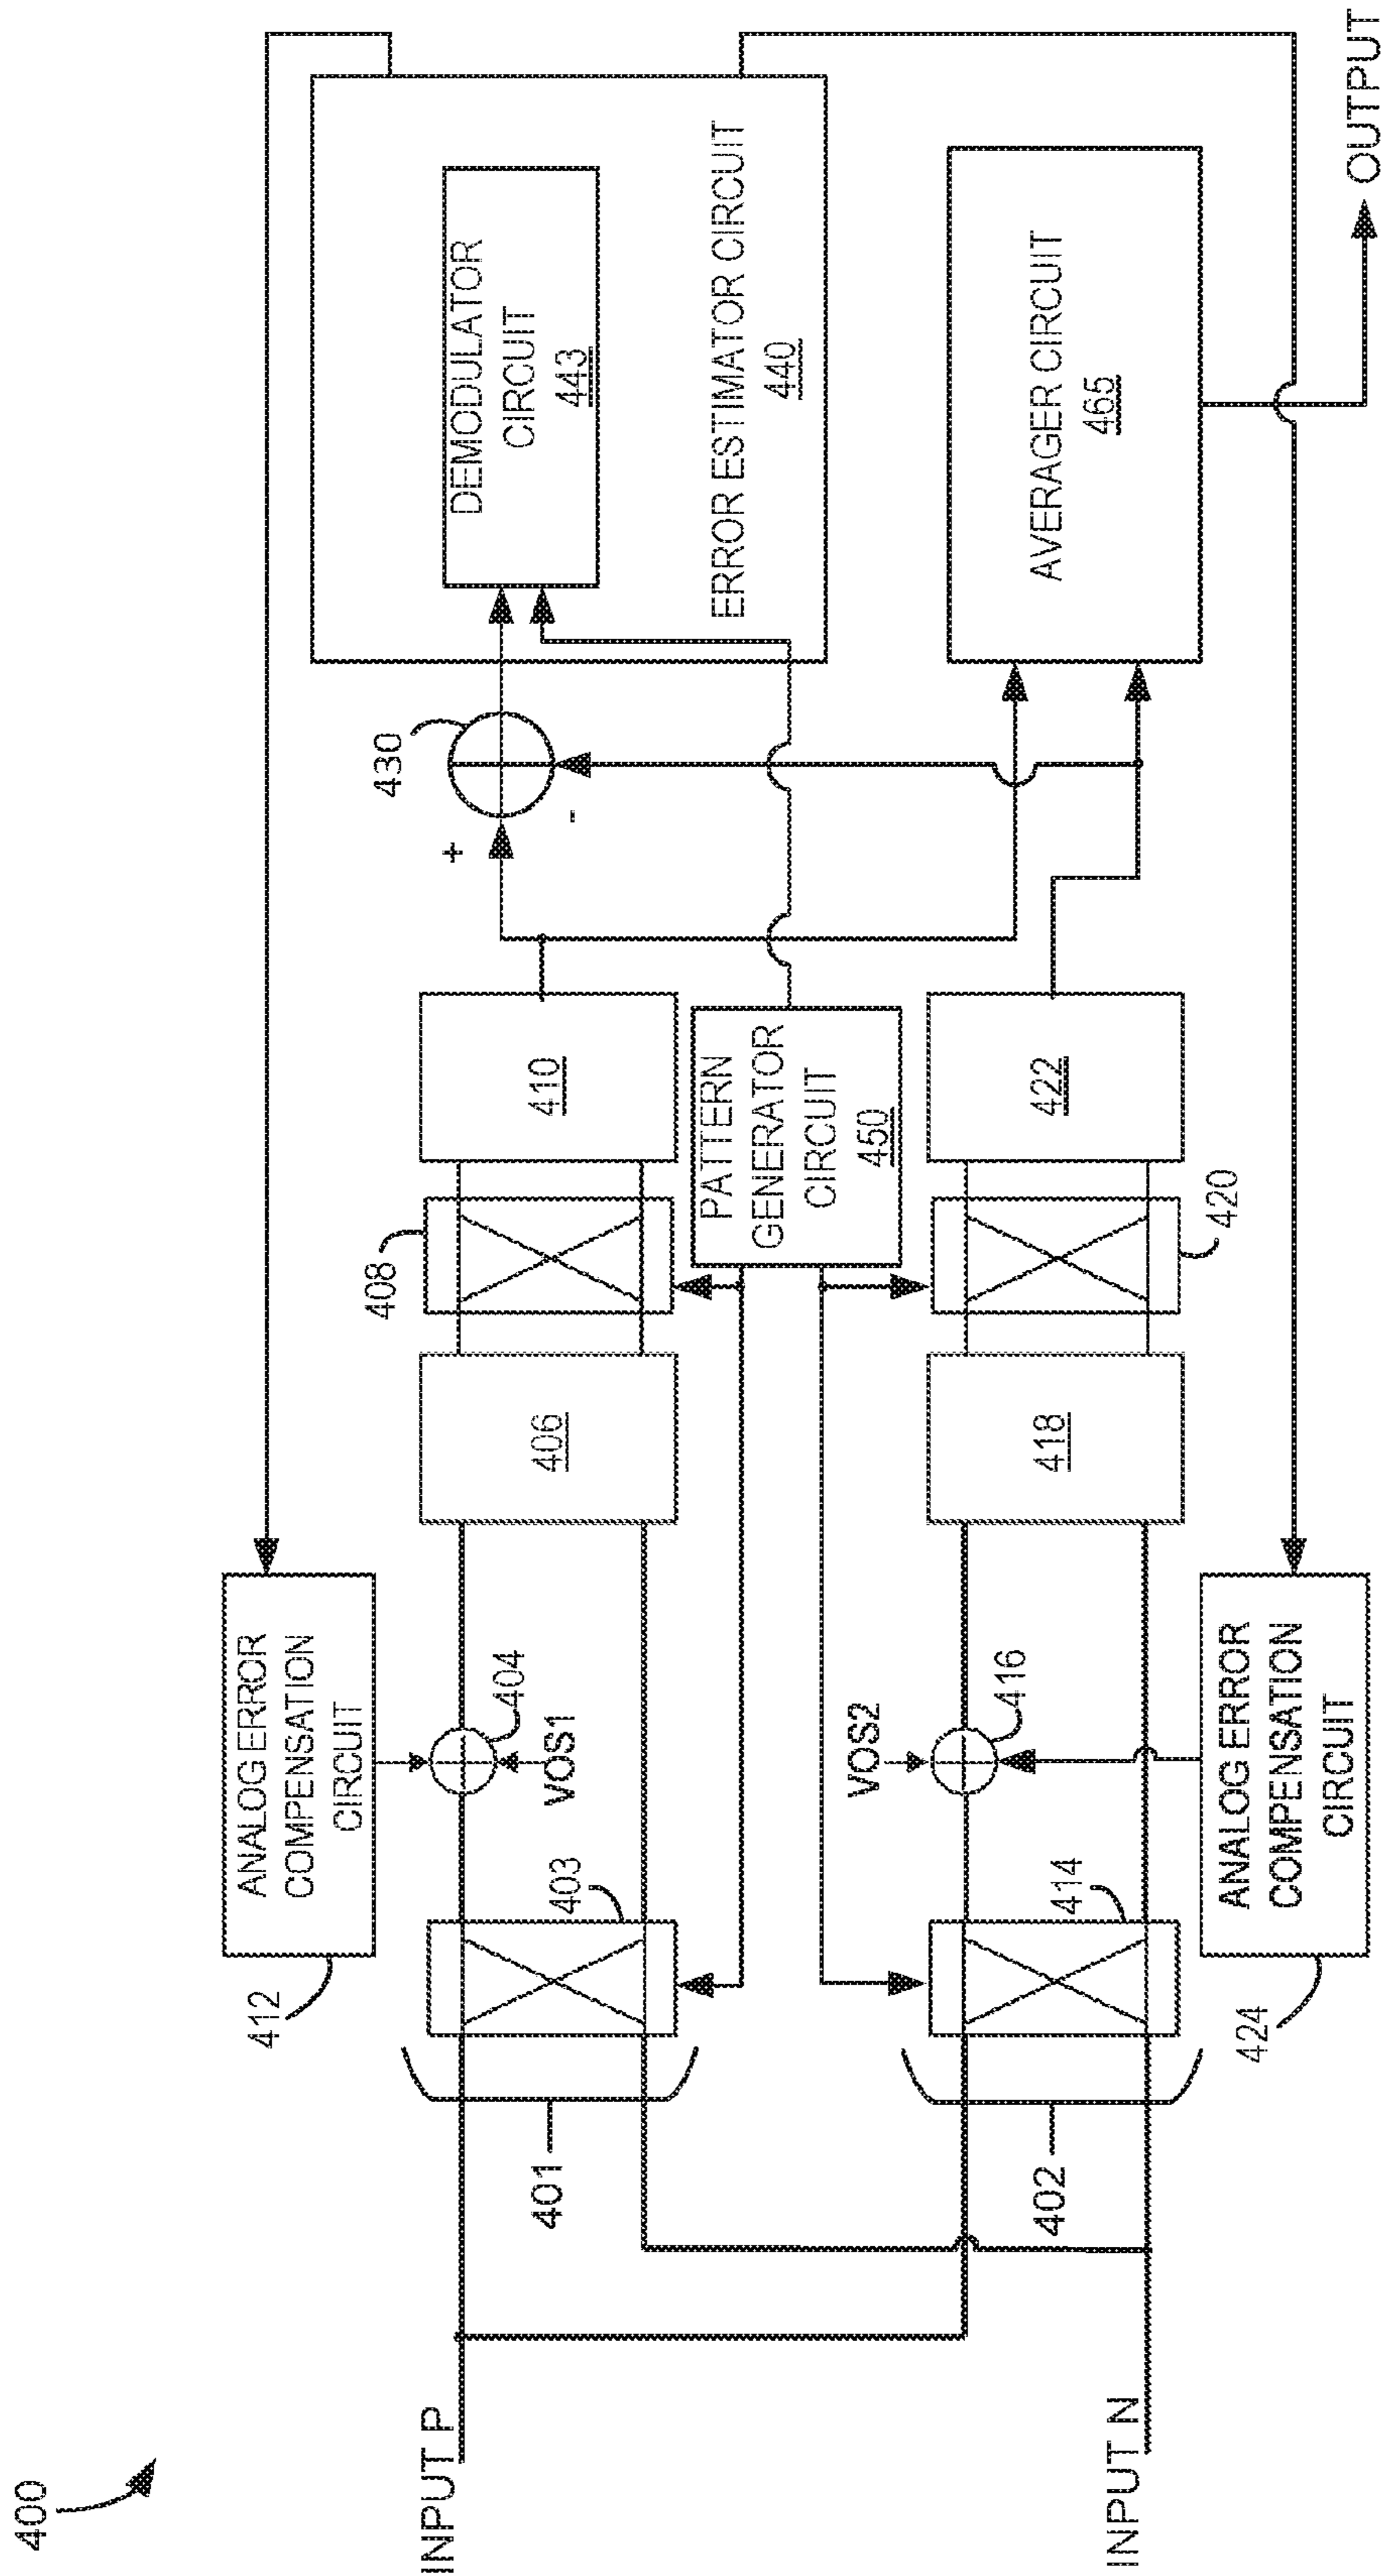 400
INPUT P
INPUT N
401
402
403
414
412
ANALOG ERROR
COMPENSATION
CIRCUIT
404
VOS1
VOS2
416
424
ANALOG ERROR
COMPENSATION
CIRCUIT
406
418
408
420
410
422
PATTERN
GENERATOR
CIRCUIT
450
+
-
430
DEMODULATOR
CIRCUIT
443
ERROR ESTIMATOR CIRCUIT
440
AVERAGER CIRCUIT
465
OUTPUT